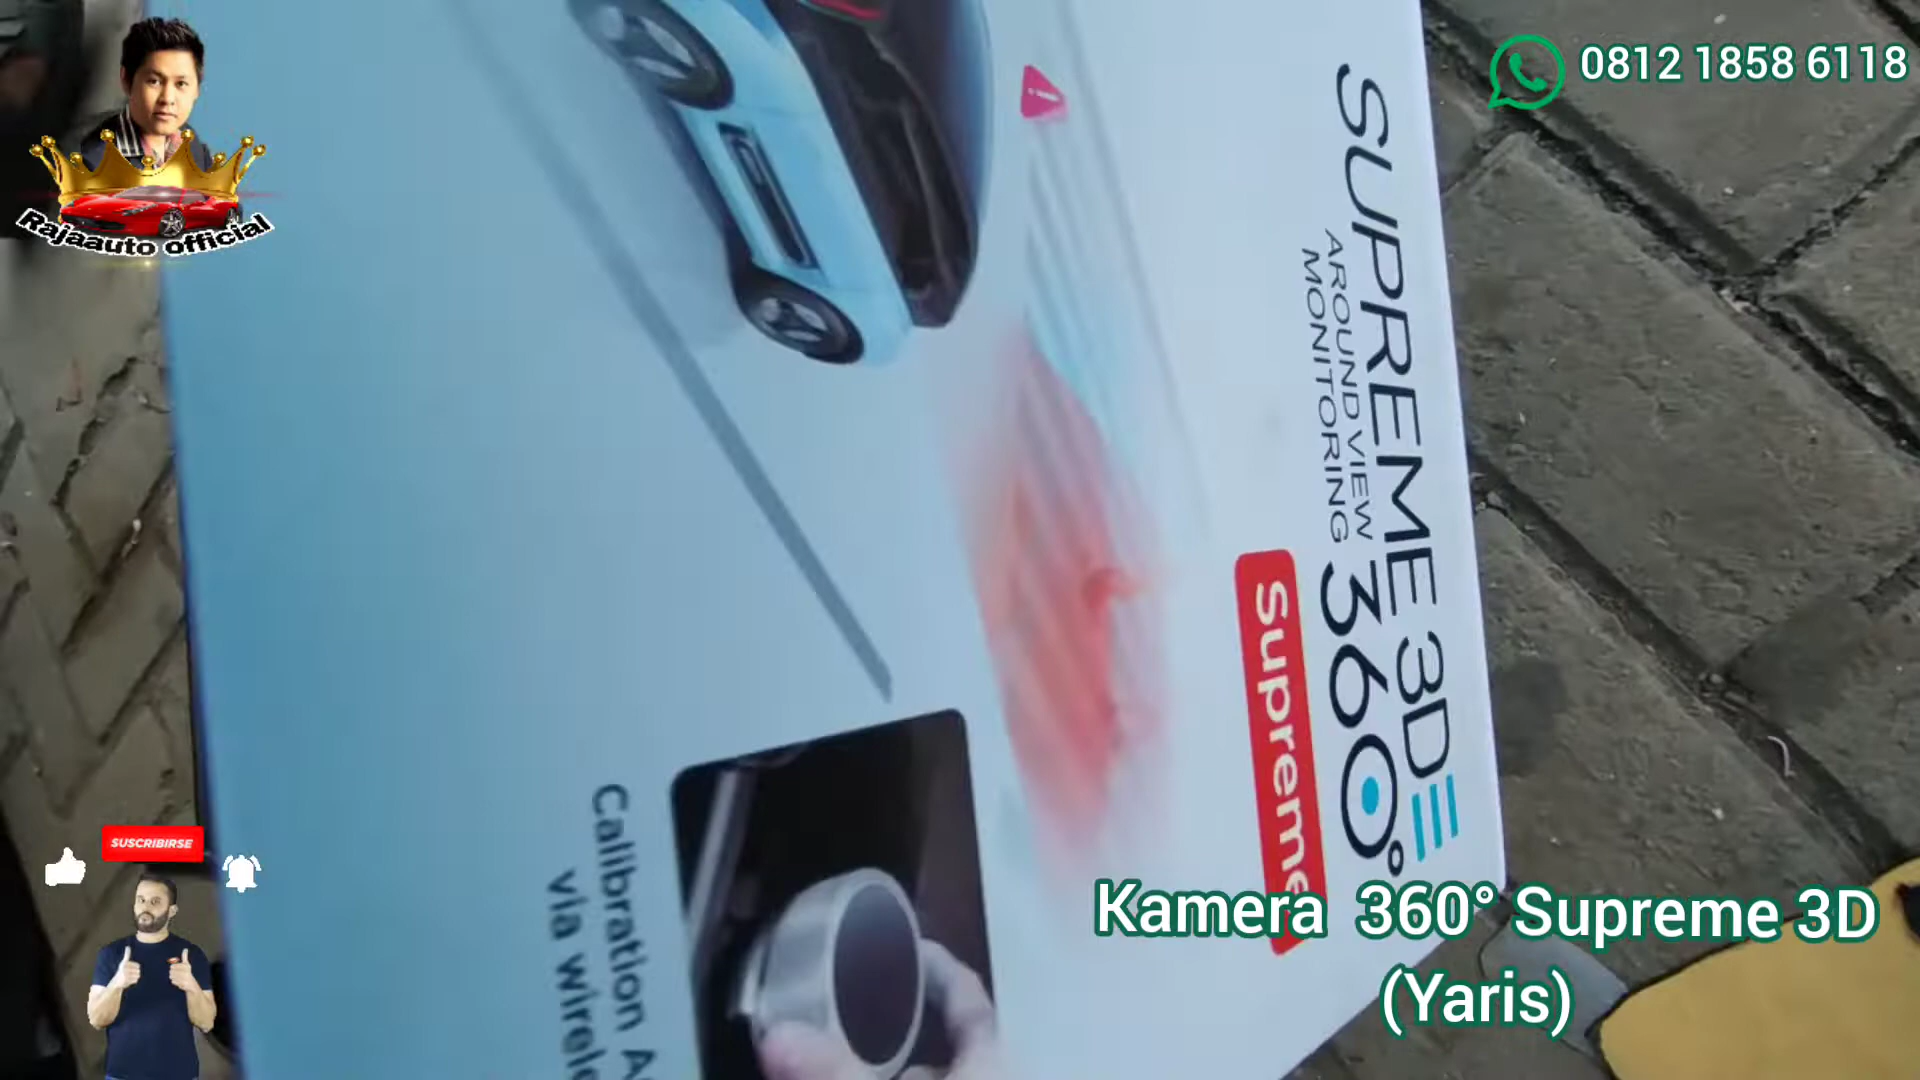 0812 1858 6118
Rajaauto official
SUPREME 3D
AROUND VIEW
MONITORING
360°
Supreme
Calibration
via
SUSCRIBIRSE
Kamera 360° Supreme 3D
(Yaris)